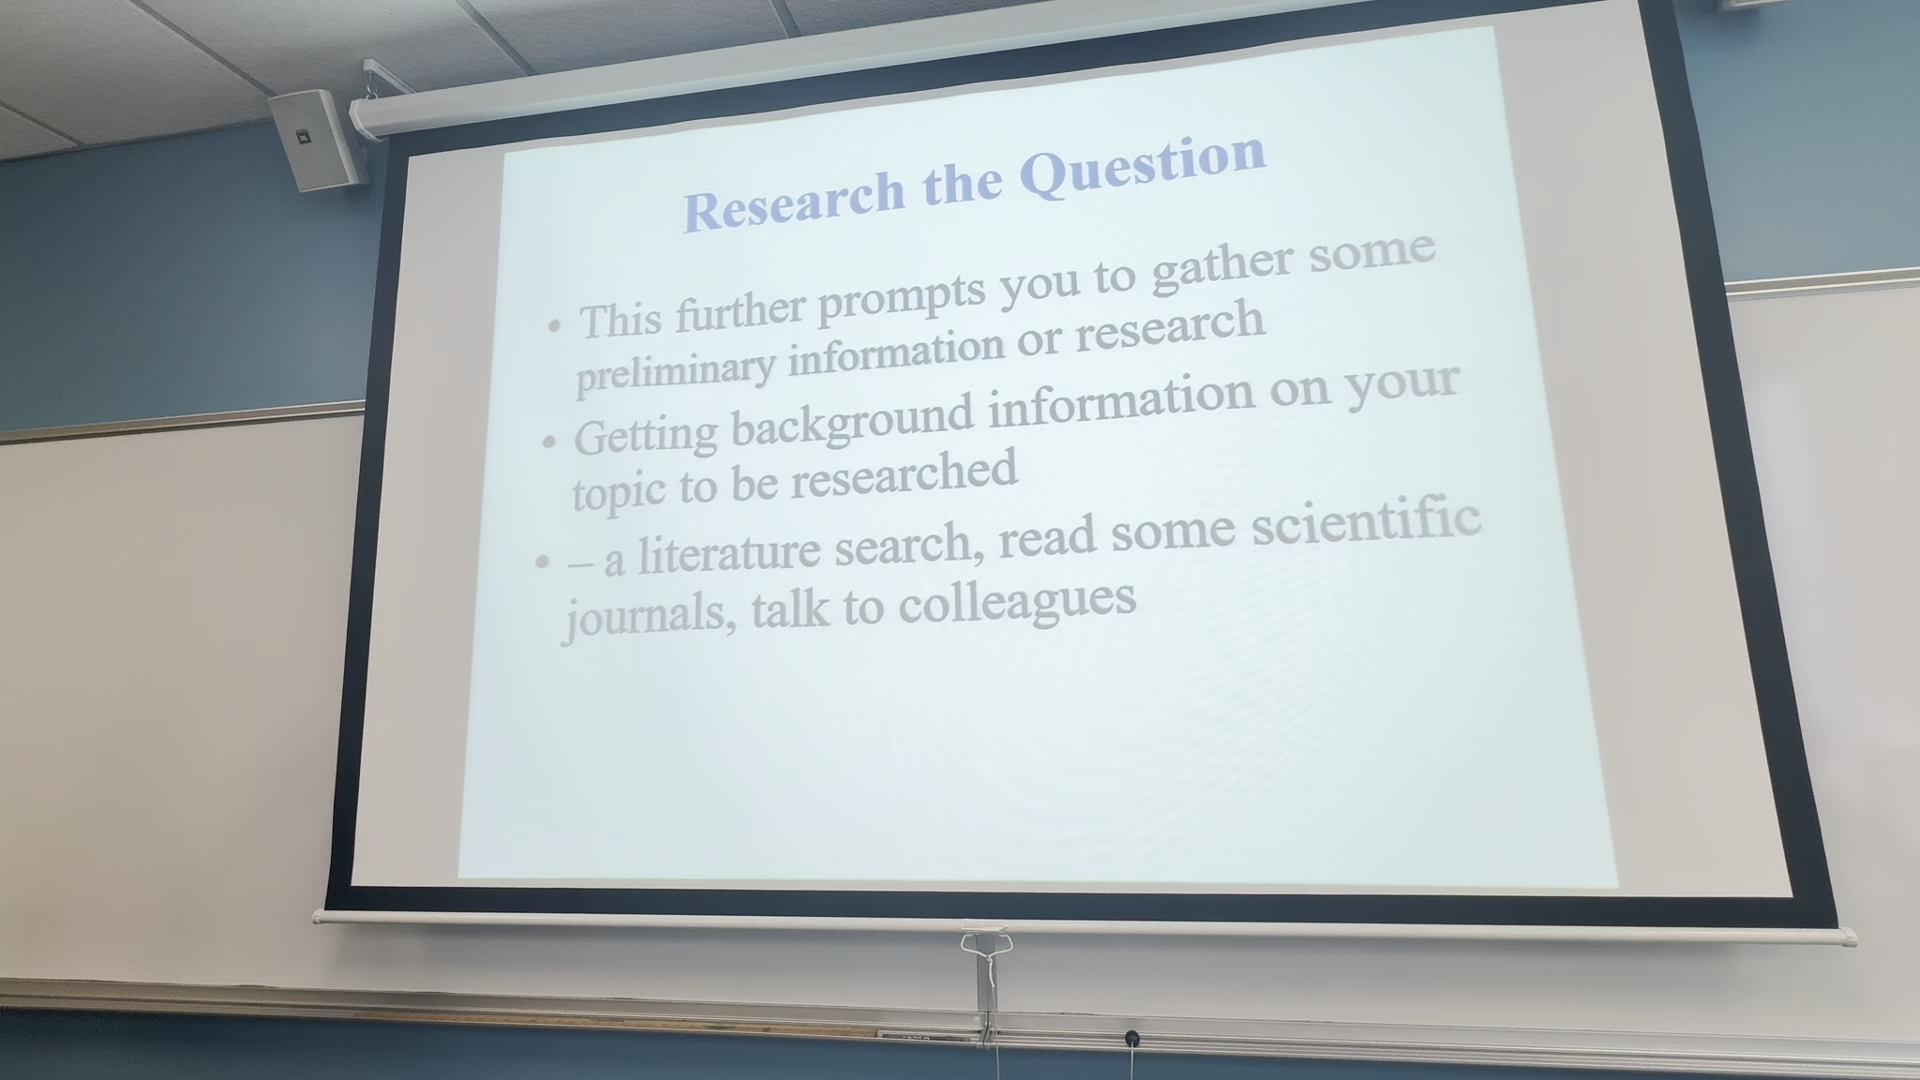 Research the Question
• This further prompts you to gather some
preliminary information or research
• Getting background information on your
topic to be researched
• – a literature search, read some scientific
journals, talk to colleagues